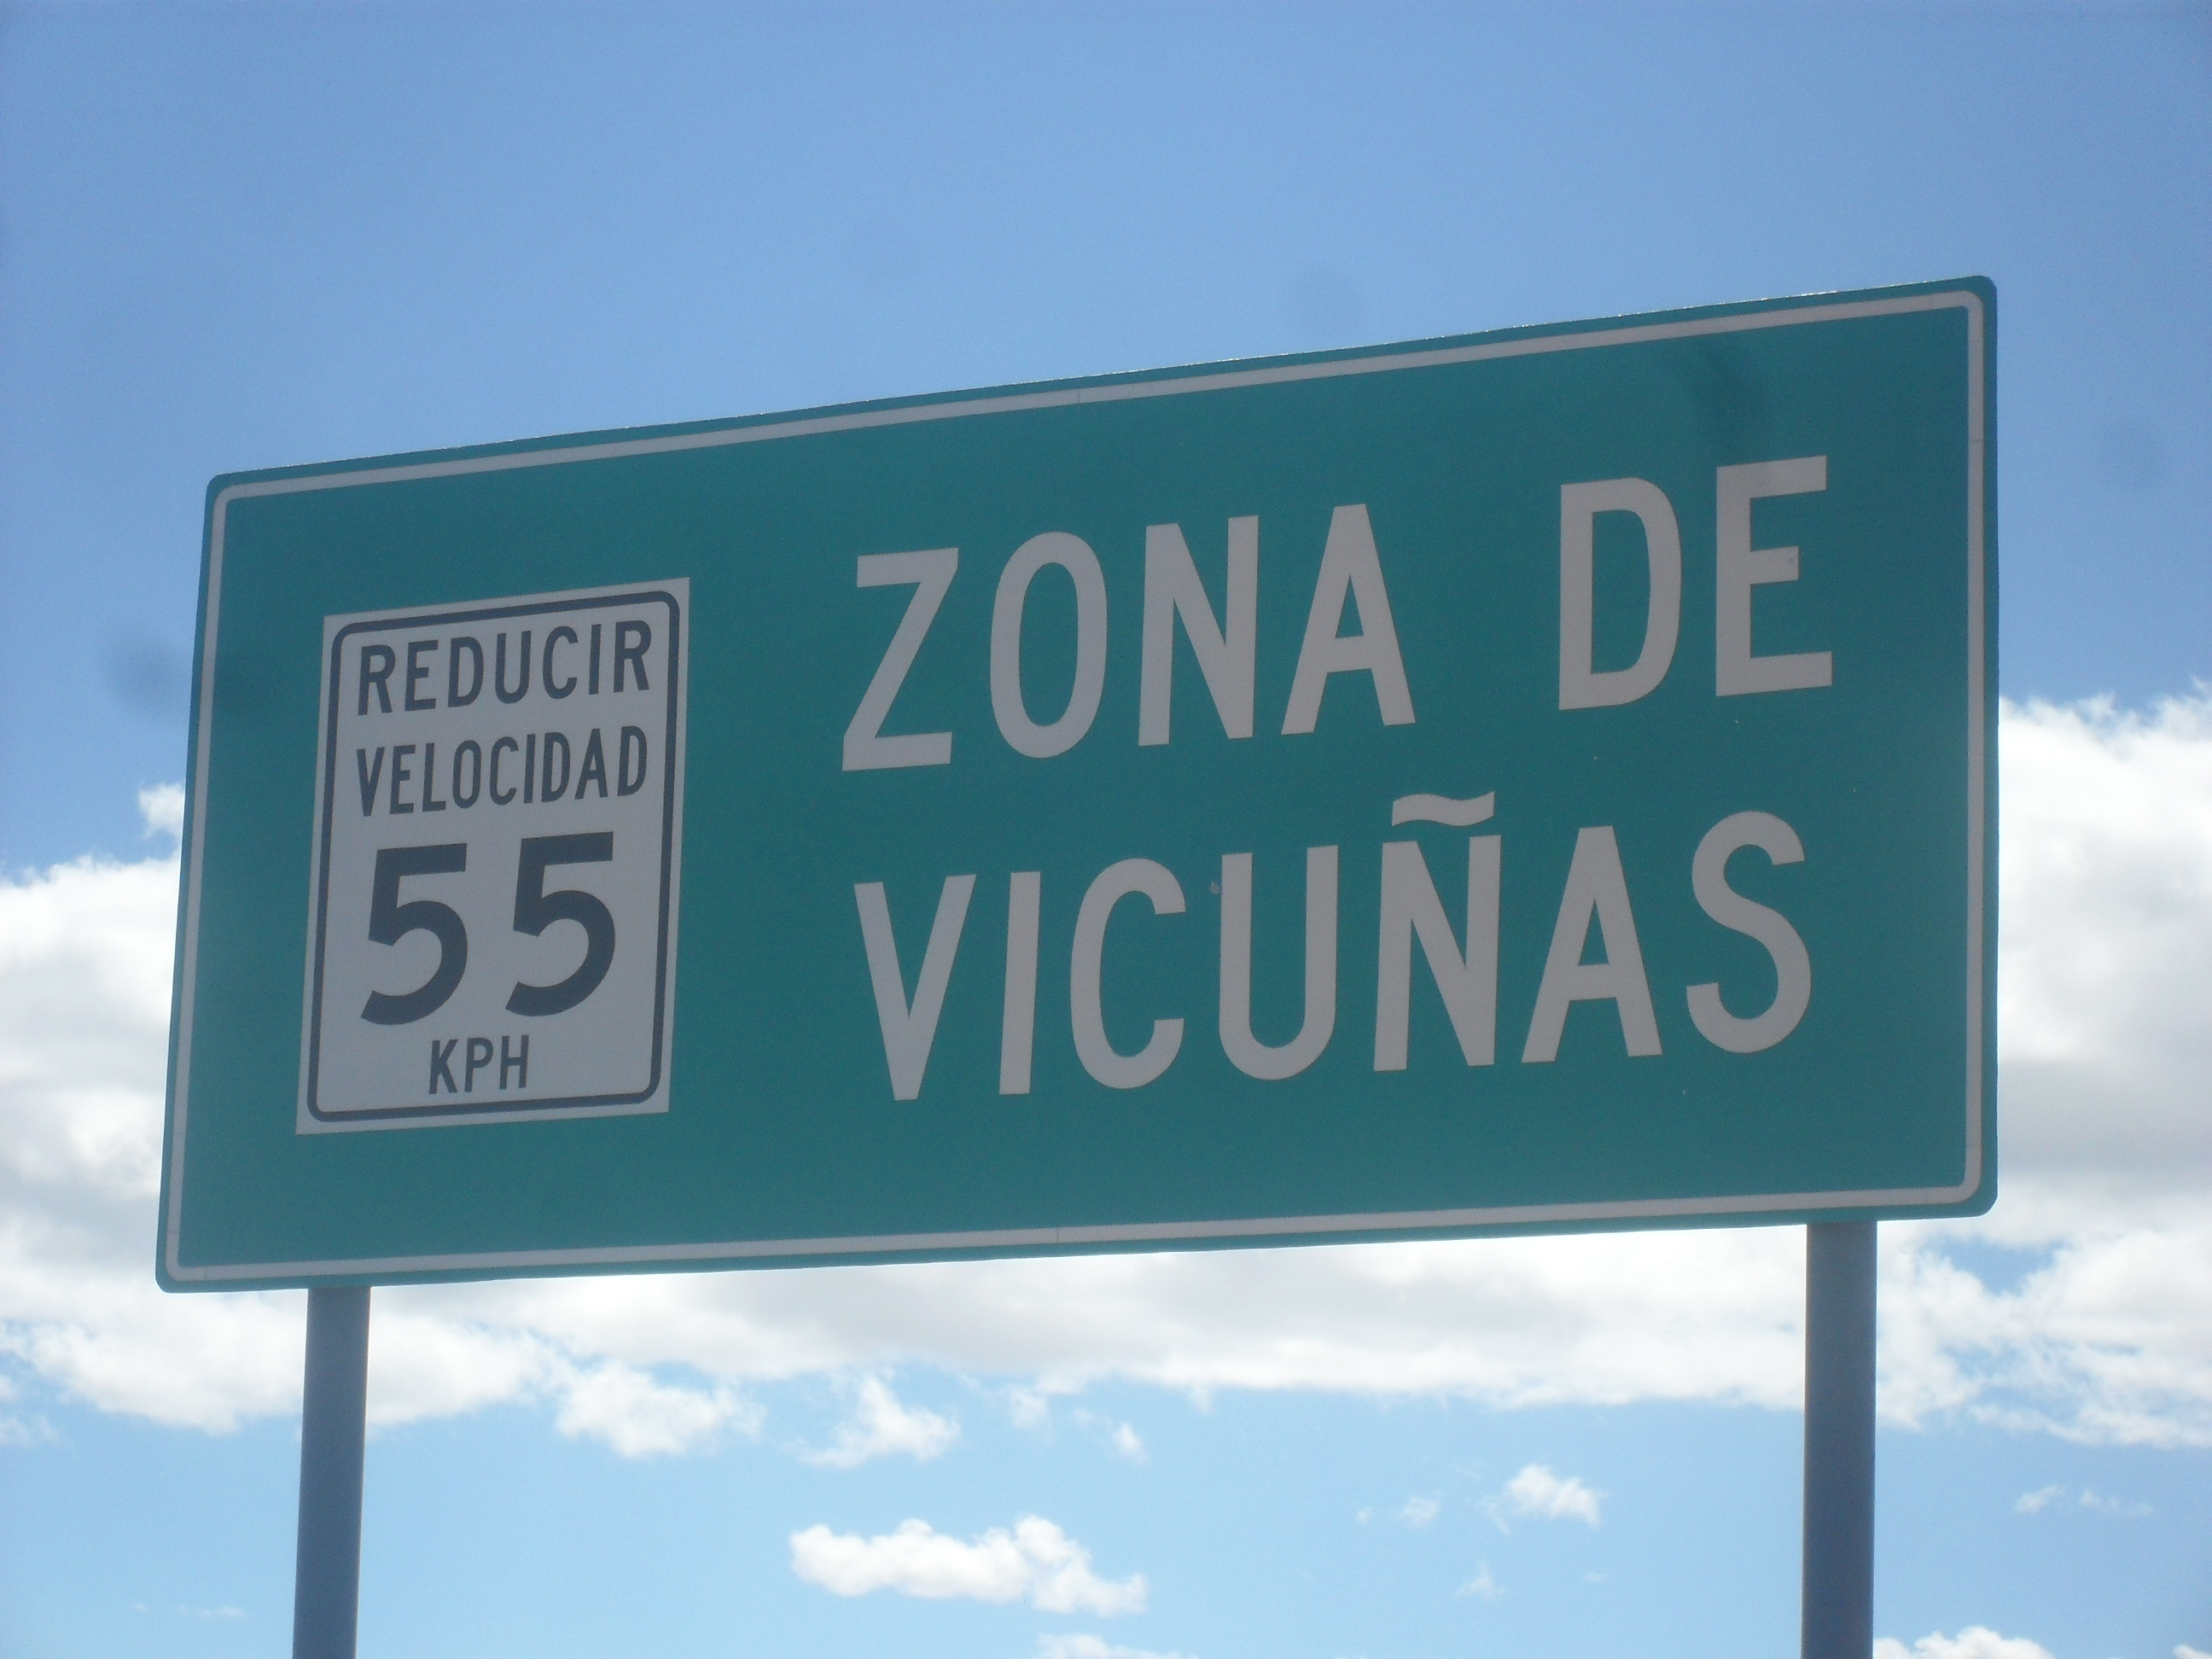 REDUCIR
VELOCIDAD
55
KPH
ZONA DE
VICUÑAS